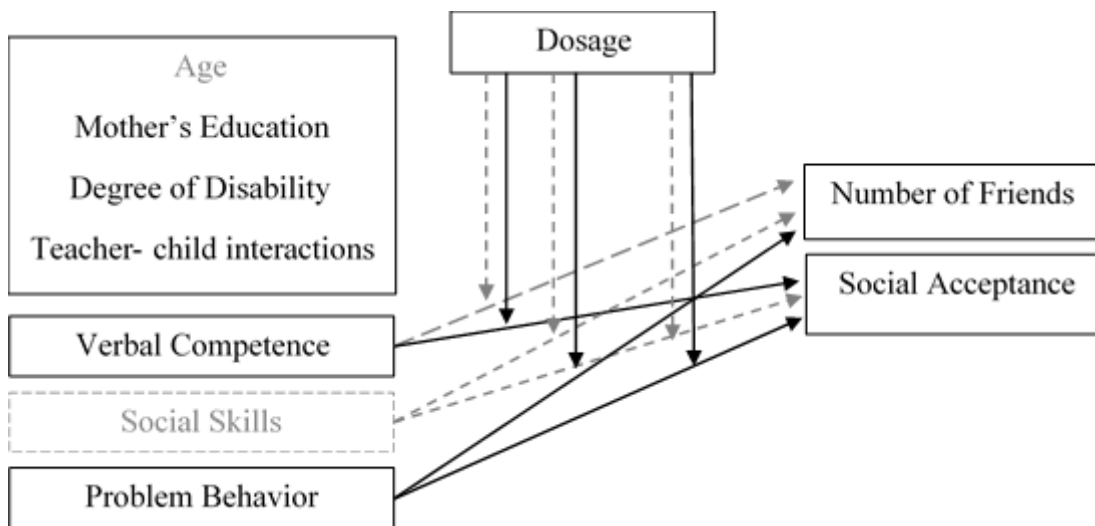 Dosage
Age
Mother's Education
Degree of Disability
Teacher- child interactions
Verbal Competence
Social Skills
Problem Behavior
Number of Friends
Social Acceptance